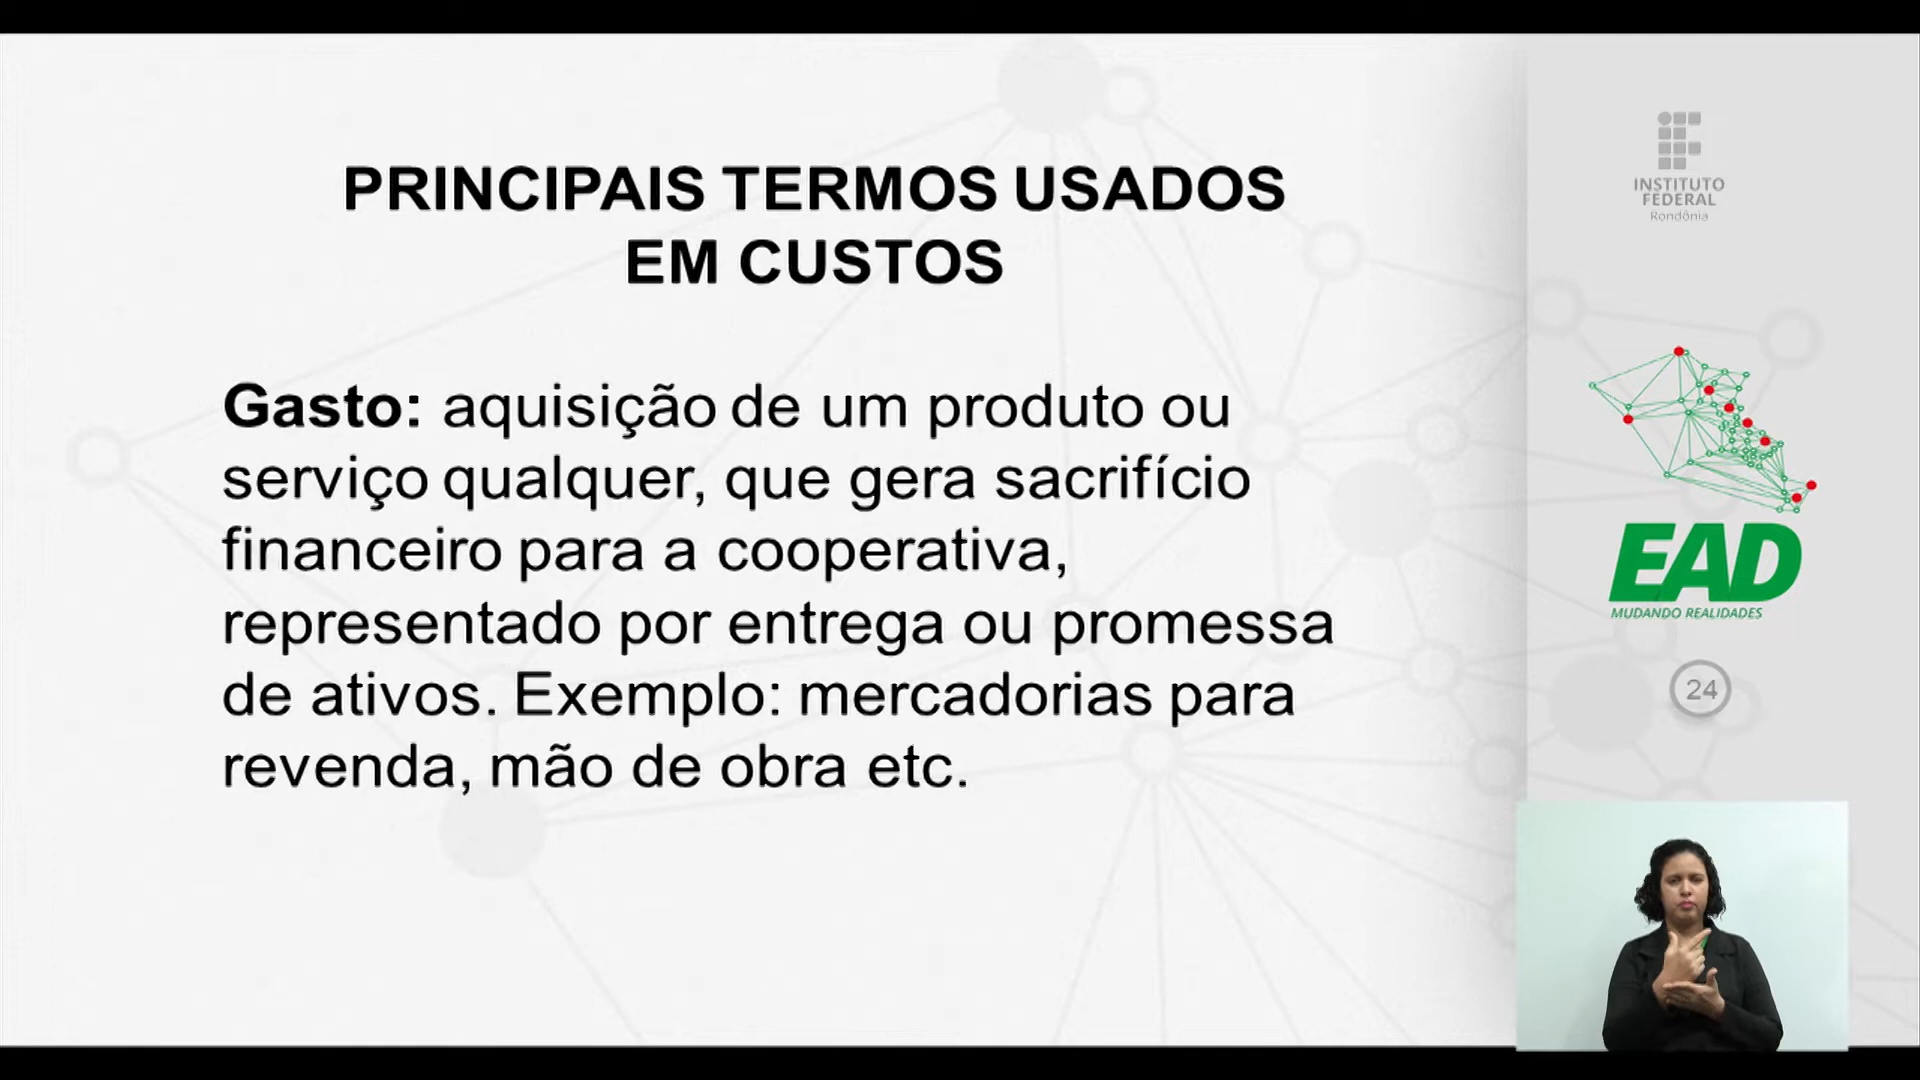 PRINCIPAIS TERMOS USADOS
EM CUSTOS
Gasto: aquisição de um produto ou
serviço qualquer, que gera sacrifício
financeiro para a cooperativa,
representado por entrega ou promessa
de ativos. Exemplo: mercadorias para
revenda, mão de obra etc.
INSTITUTO
FEDERAL
Rondônia
EAD
MUDANDO REALIDADES
24